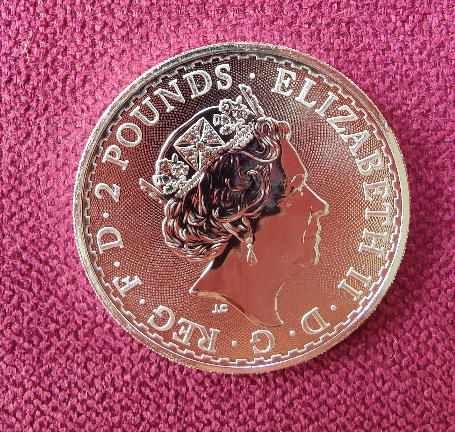 ELIZABETH II · D · G · REG · F · D · 2 POUNDS ·
JC